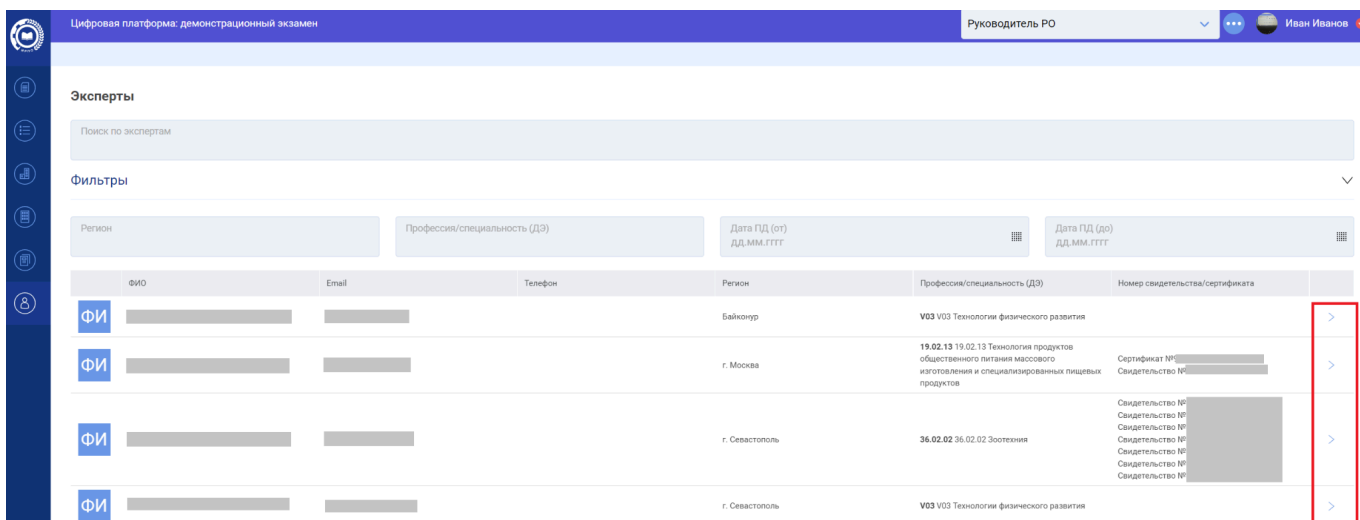 Цифровая платформа: демонстрационный экзамен
Руководитель РО
Иван Иванов
Эксперты
Поиск по экспертам
Фильтры
Регион
Профессия/специальность (ДЭ)
Дата ПД (от)
дд.мм.гггг
Дата ПД (до)
дд.мм.гггг
ФИО Email Телефон Регион Профессия/специальность (ДЭ) Номер свидетельства/сертификата
ФИ Байконур V03 V03 Технологии физического развития
ФИ г. Москва
19.02.13 19.02.13 Технология продуктов
общественного питания массового
изготовления и специализированных пищевых
продуктов
Сертификат №
Свидетельство №
ФИ г. Севастополь 36.02.02 36.02.02 Зоотехния
Свидетельство №
Свидетельство №
Свидетельство №
Свидетельство №
Свидетельство №
Свидетельство №
Свидетельство №
ФИ г. Севастополь V03 V03 Технологии физического развития